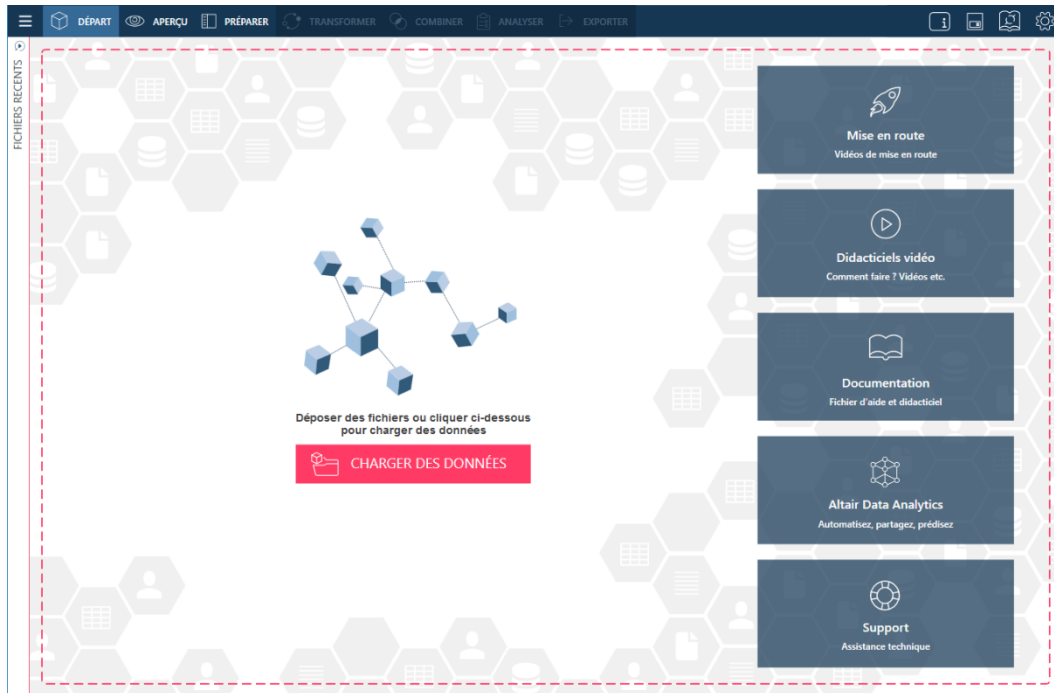 DÉPART
APERÇU
PRÉPARER
TRANSFORMER
COMBINER
ANALYSER
EXPORTER
FICHIERS RECENTS
Mise en route
Vidéos de mise en route
Didacticiels vidéo
Comment faire ? Vidéos etc.
Documentation
Fichier d'aide et didacticiel
Altair Data Analytics
Automatisez, partagez, prédisez
Support
Assistance technique
Déposer des fichiers ou cliquer ci-dessous
pour charger des données
CHARGER DES DONNÉES